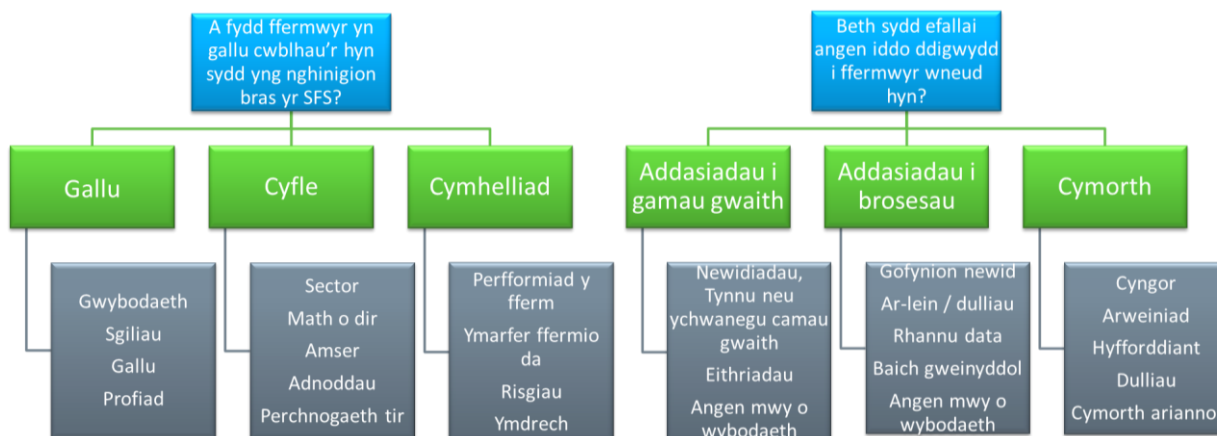 A fydd ffermwyr yn
gallu cwblhau'r hyn
sydd yng nghinigion
bras yr SFS?
Gallu
Cyfle
Cymhelliad
Gwybodaeth
Sgiliau
Gallu
Profiad
Sector
Math o dir
Amser
Adnoddau
Perchnogaeth tir
Perfformiad y
fferm
Ymarfer ffermio
da
Risgiau
Ymdrech
Beth sydd efallai
angen iddo ddigwydd
i ffermwyr wneud
hyn?
Addasiadau i
gamau gwaith
Addasiadau i
brosesau
Cymorth
Newidiadau,
Tynnu neu
ychwanegu camau
gwaith
Eithriadau
Angen mwy o
wybodaeth
Gofynion newid
Ar-lein / dulliau
Rhannu data
Baich gweinyddol
Angen mwy o
wybodaeth
Cyngor
Arweiniad
Hyfforddiant
Dulliau
Cymorth ariannol